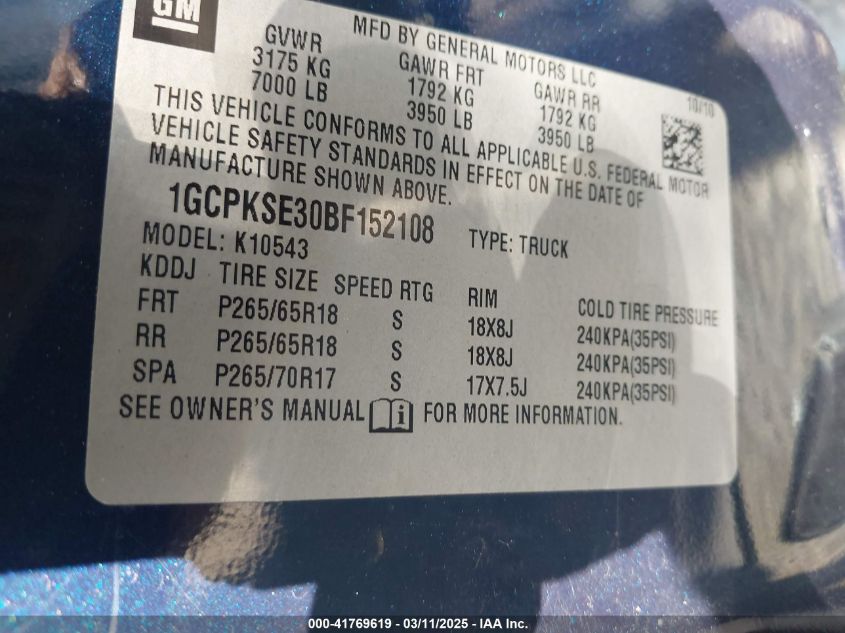 GM
MFD BY GENERAL MOTORS LLC
GVWR GAWR FRT GAWR RR 10/10
3175 KG 1792 KG 1792 KG
7000 LB 3950 LB 3950 LB
THIS VEHICLE CONFORMS TO ALL APPLICABLE U.S. FEDERAL MOTOR
VEHICLE SAFETY STANDARDS IN EFFECT ON THE DATE OF
MANUFACTURE SHOWN ABOVE.
1GCPKSE30BF152108 TYPE: TRUCK
MODEL: K10543
KDDJ TIRE SIZE SPEED RTG RIM COLD TIRE PRESSURE
FRT P265/65R18 S 18X8J 240KPA(35PSI)
RR P265/65R18 S 18X8J 240KPA(35PSI)
SPA P265/70R17 S 17X7.5J 240KPA(35PSI)
SEE OWNER'S MANUAL i FOR MORE INFORMATION.
000-41769619 - 03/11/2025 - IAA Inc.